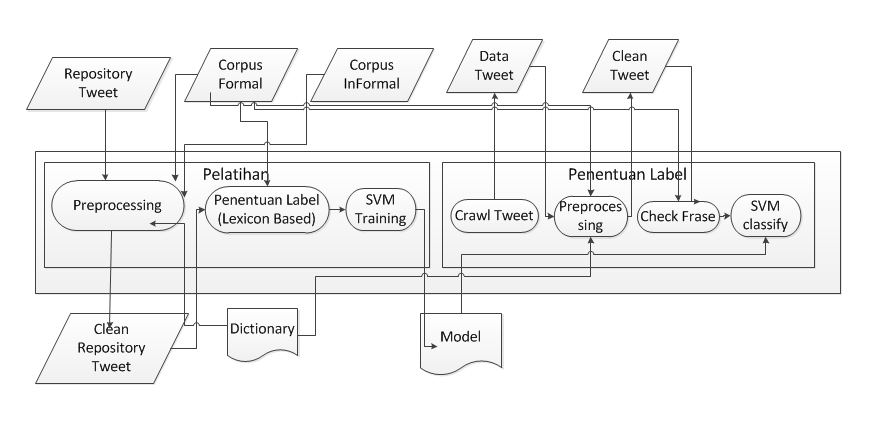 Repository
Tweet
Corpus
Formal
Corpus
InFormal
Data
Tweet
Clean
Tweet
Pelatihan
Penentuan Label
Preprocessing
Penentuan Label
(Lexicon Based)
SVM
Training
Crawl Tweet
Preproces
sing
Check Frase
SVM
classify
Clean
Repository
Tweet
Dictionary
Model